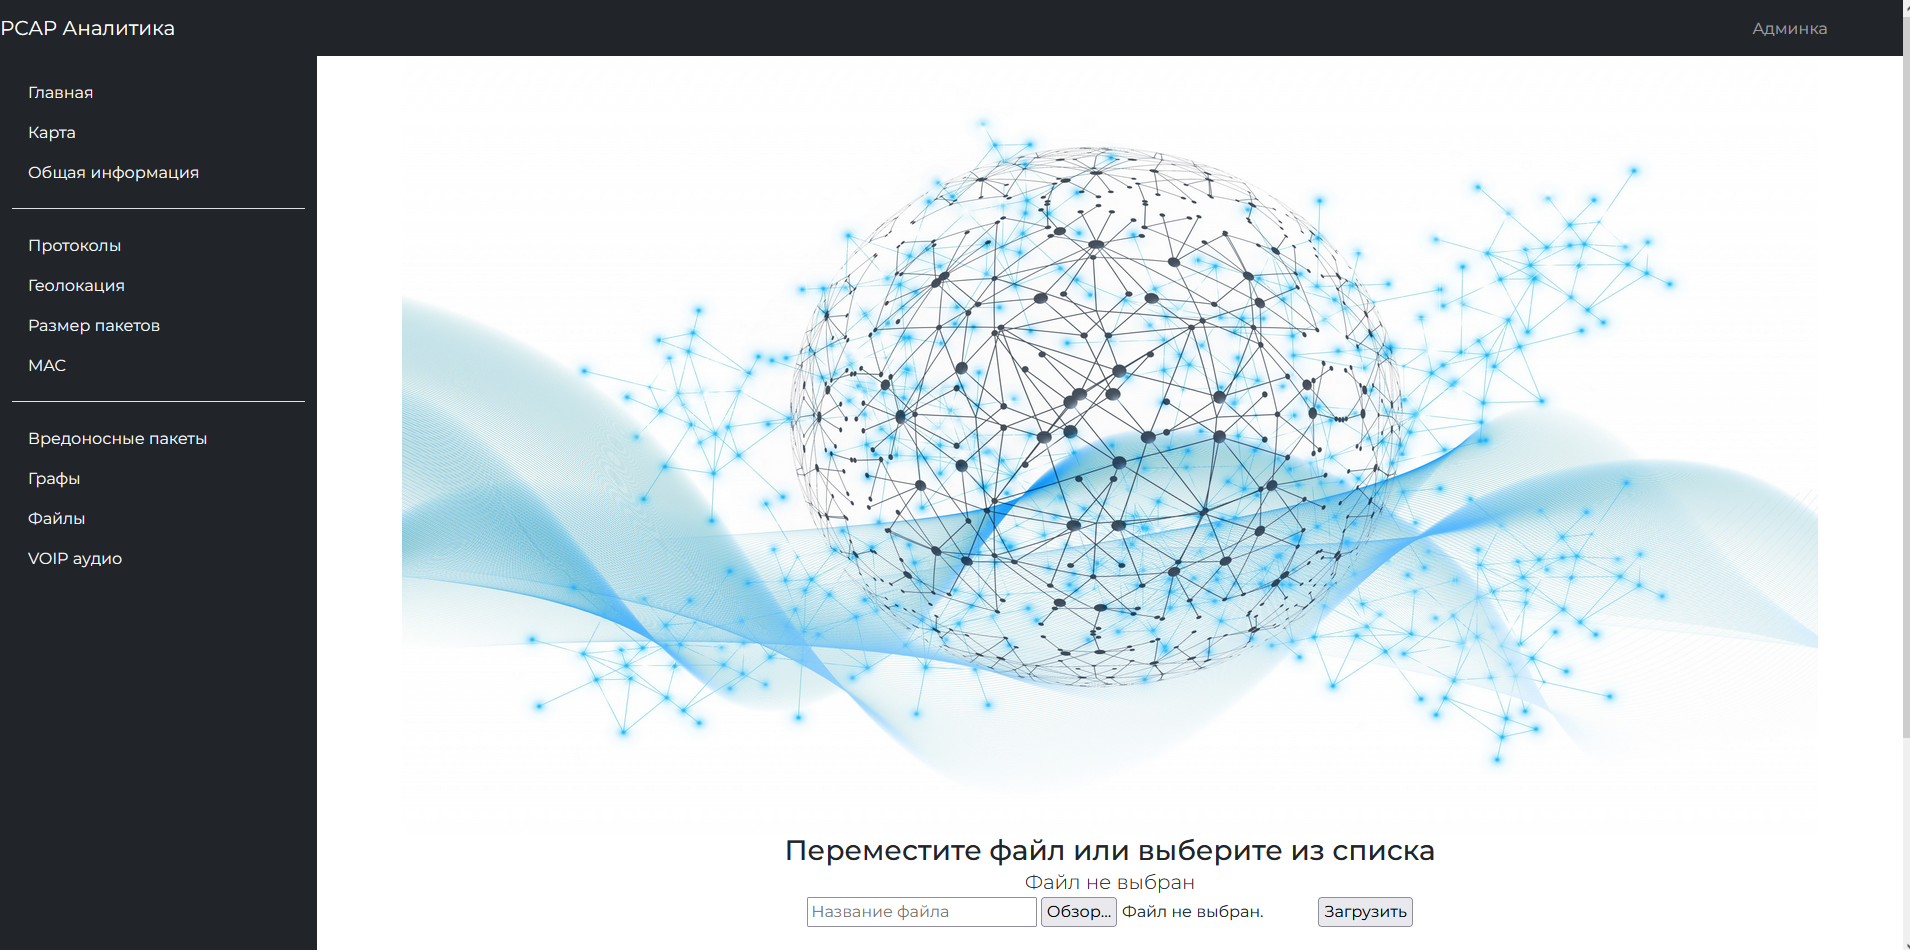 PCAP Аналитика
Админка
Главная
Карта
Общая информация
Протоколы
Геолокация
Размер пакетов
MAC
Вредоносные пакеты
Графы
Файлы
VOIP аудио
Переместите файл или выберите из списка
Файл не выбран
Название файла Обзор... Файл не выбран. Загрузить